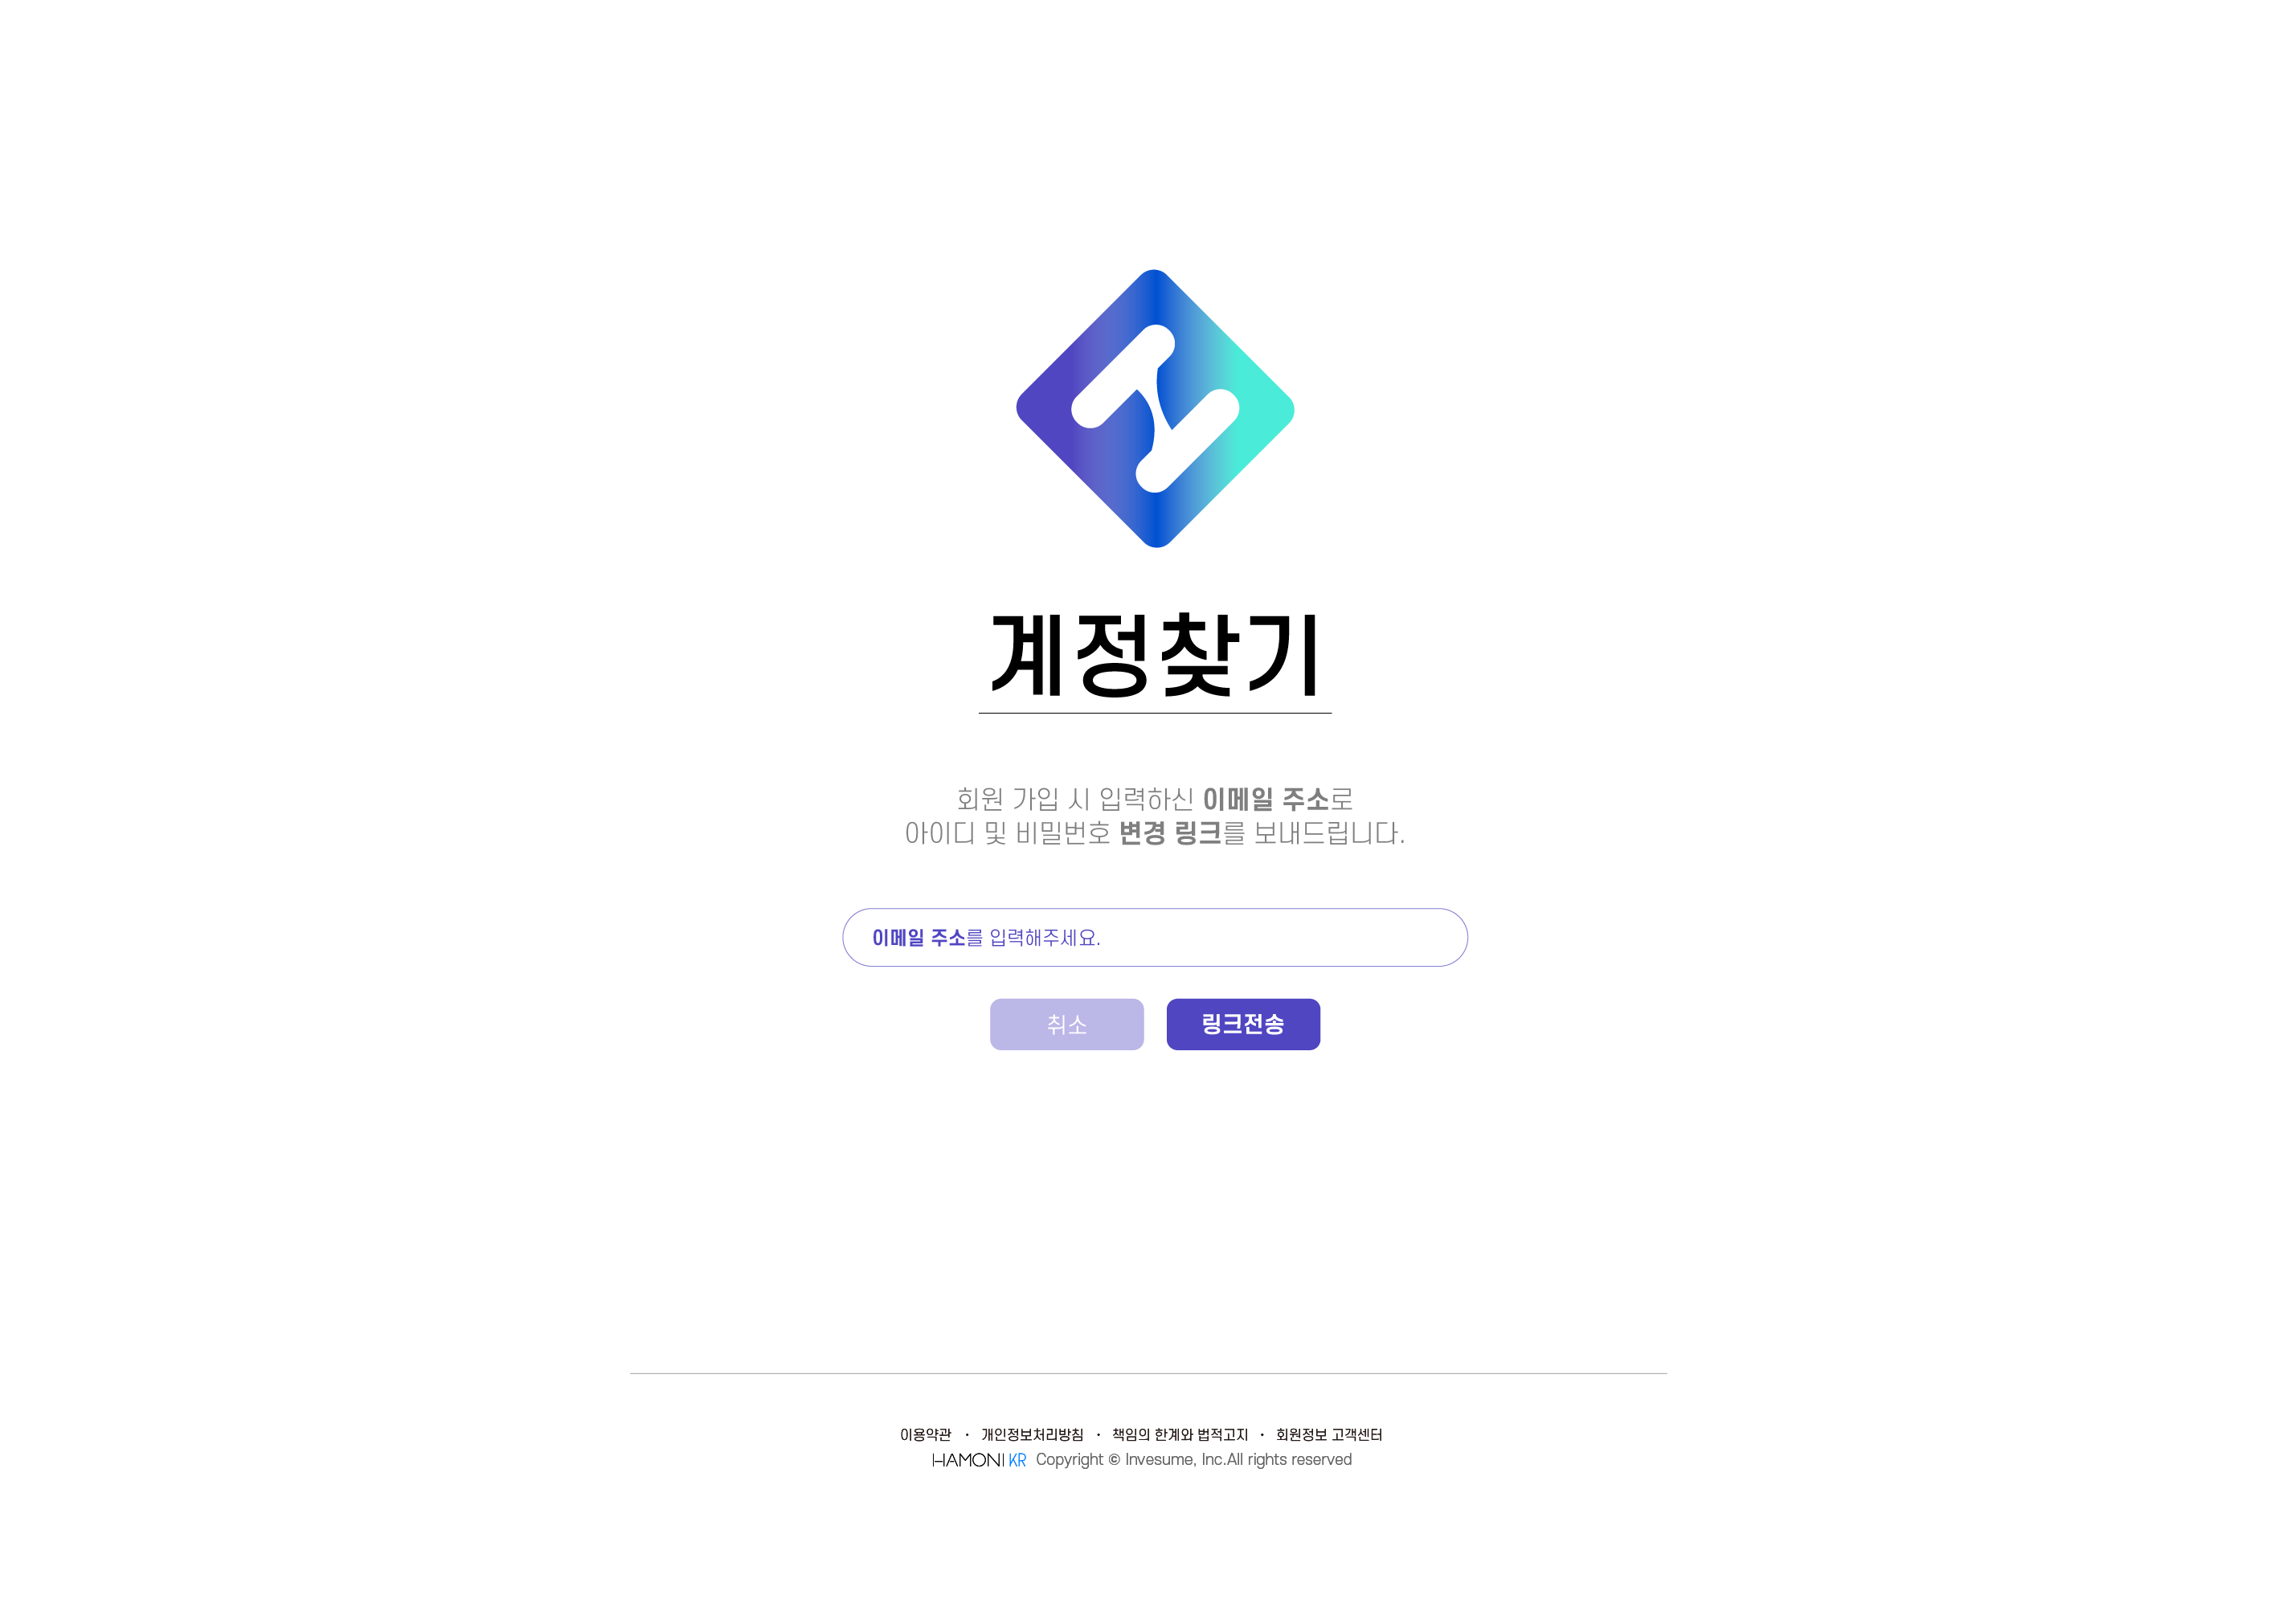 계정찾기
회원 가입 시 입력하신 이메일 주소로
아이디 및 비밀번호 변경 링크를 보내드립니다.
이메일 주소를 입력해주세요.
취소 링크전송
이용약관 · 개인정보처리방침 · 책임의 한계와 법적고지 · 회원정보 고객센터
HAMONI KR Copyright © Invesume, Inc.All rights reserved